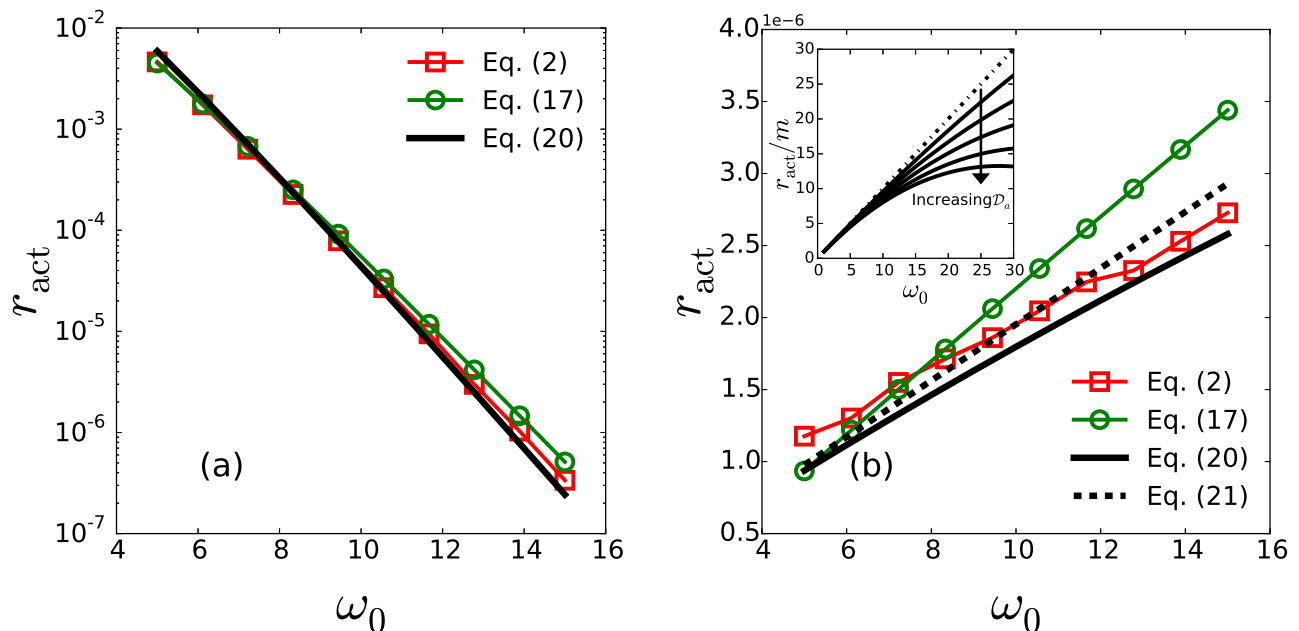 10⁻²
10⁻³
10⁻⁴
10⁻⁵
10⁻⁶
10⁻⁷
r_act
Eq. (2)
Eq. (17)
Eq. (20)
(a)
4 6 8 10 12 14 16
ω₀
1e−6
4.0
3.5
3.0
2.5
2.0
1.5
1.0
0.5
r_act
30
25
20
15
10
5
0
r_act/m
Increasing 𝒟ₐ
0 5 10 15 20 25 30
ω₀
Eq. (2)
Eq. (17)
Eq. (20)
Eq. (21)
(b)
4 6 8 10 12 14 16
ω₀